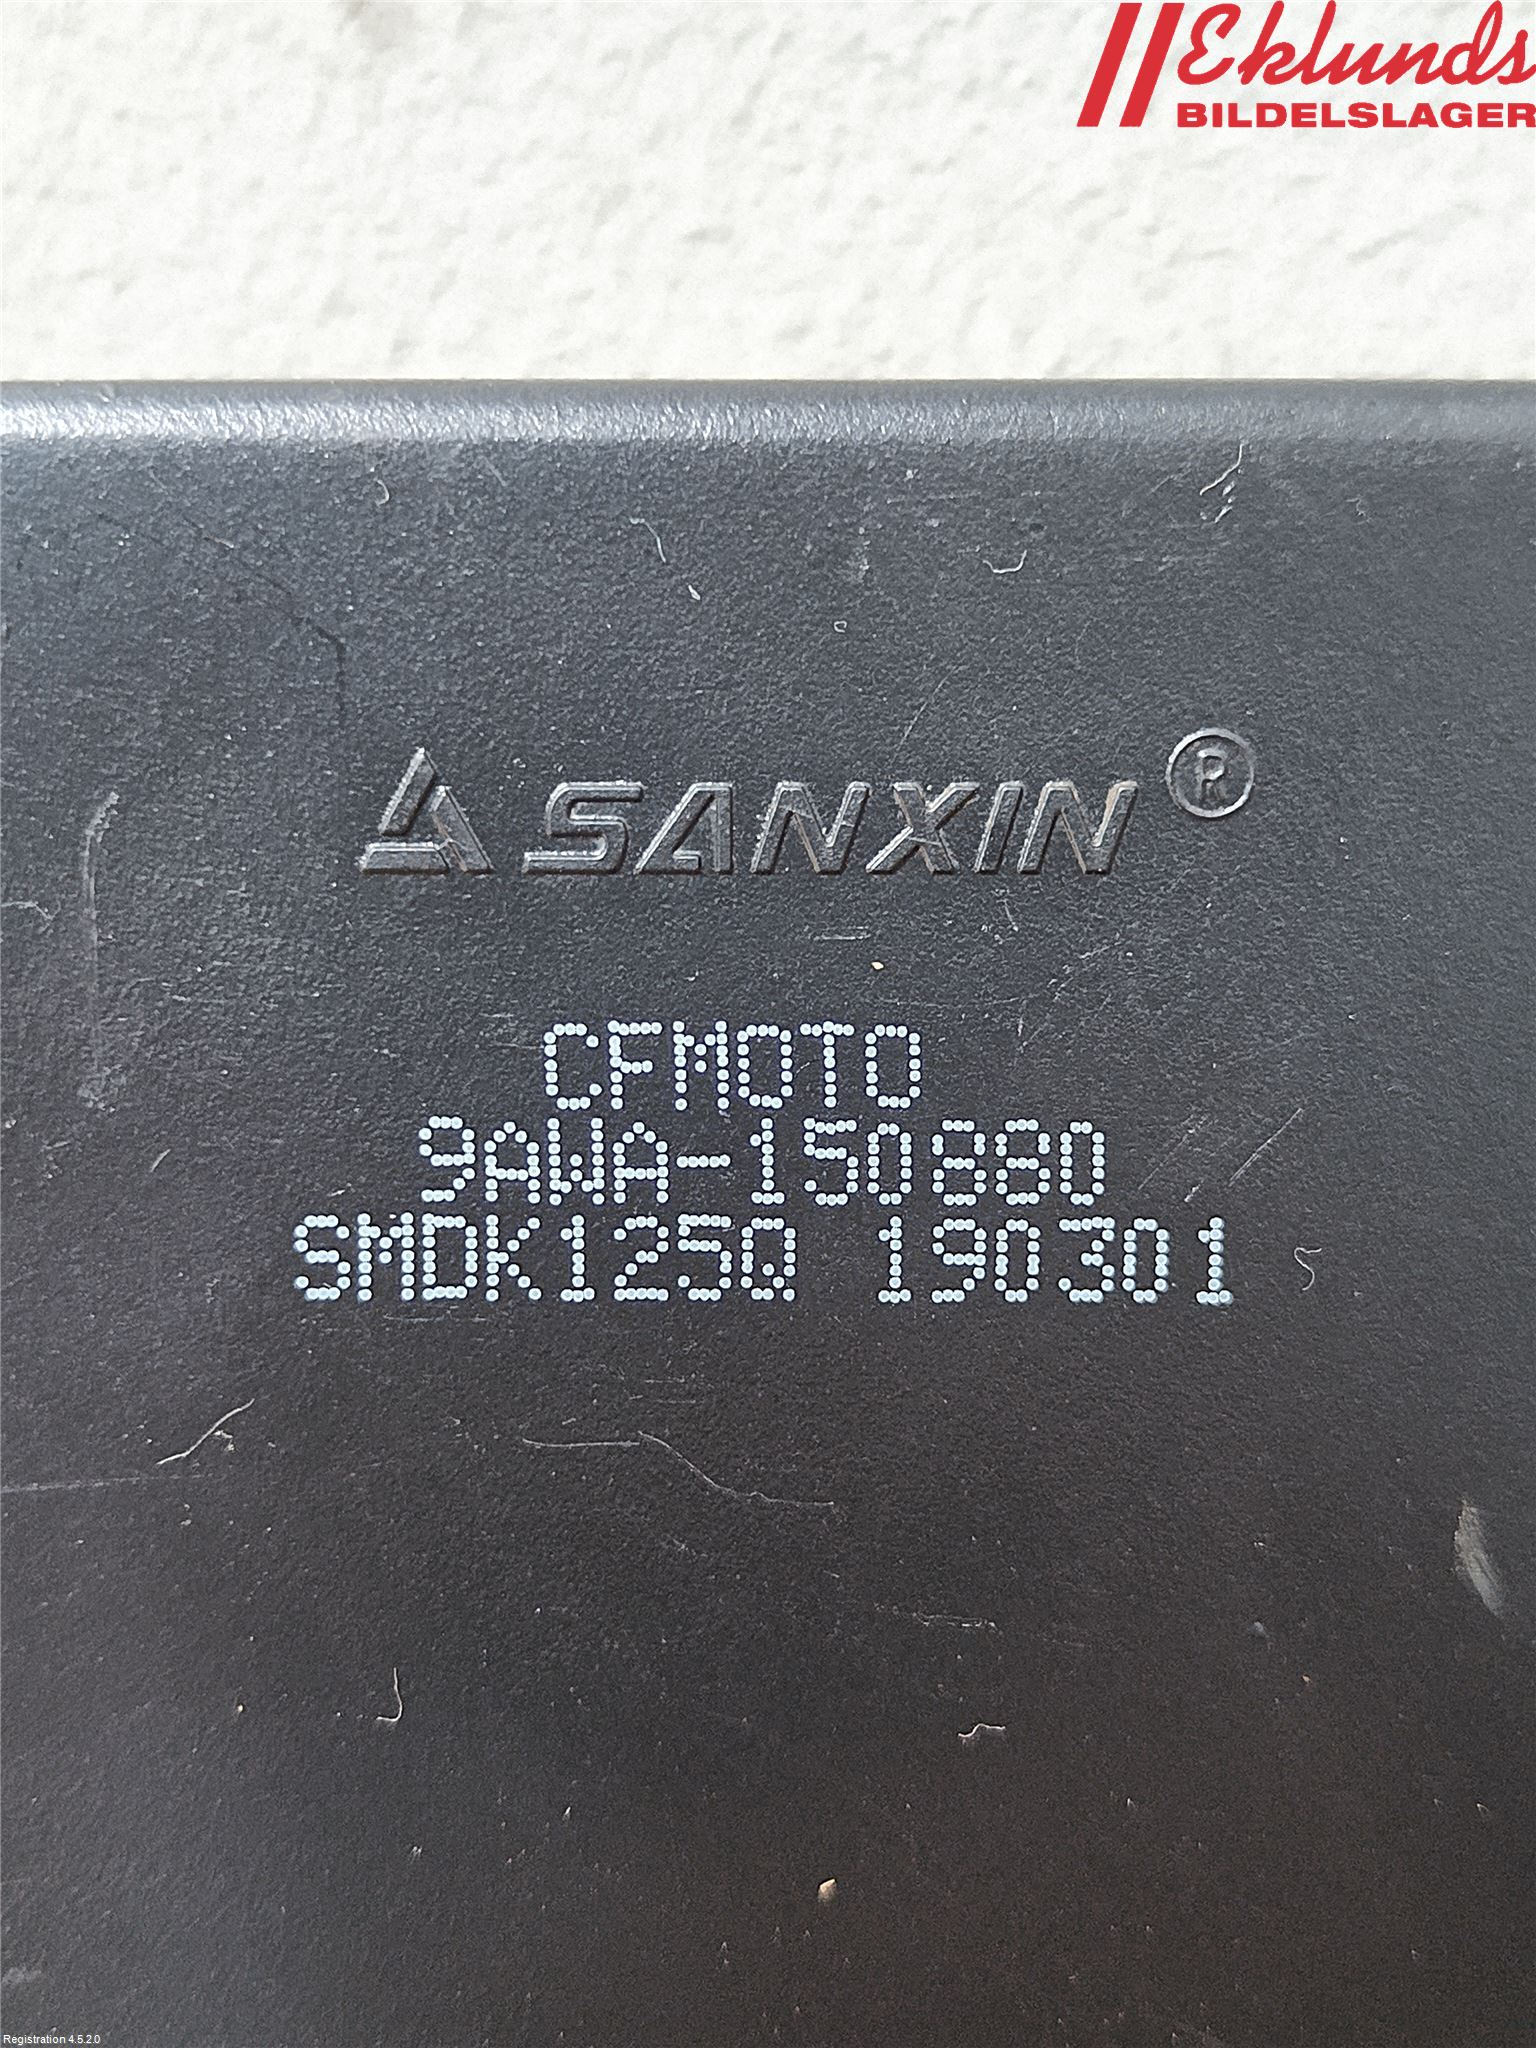 Eklunds
BILDELSLAGER
SANXIN ®
CFMOTO
9AWA-150880
SMDK125Q 190301
Registration 4.5.2.0